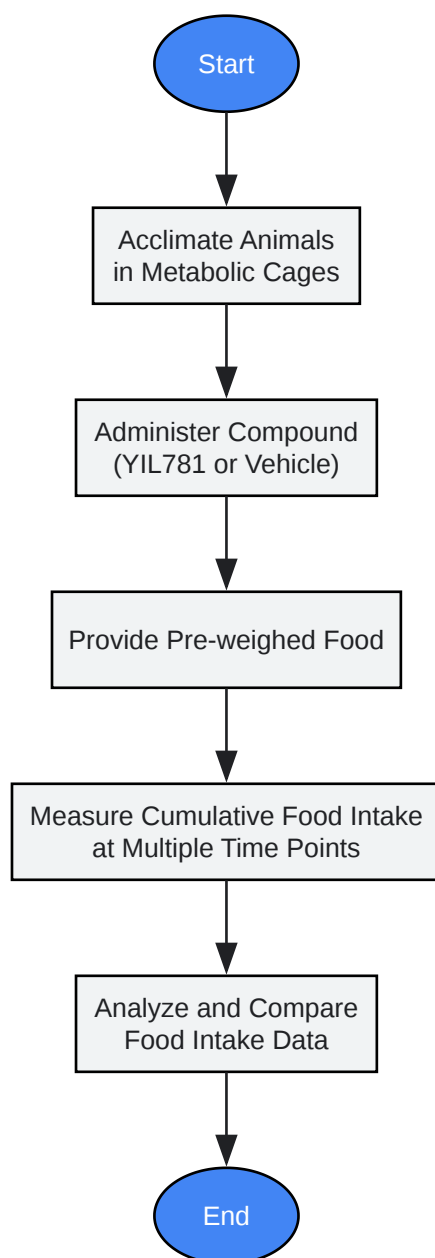 Start
Acclimate Animals
in Metabolic Cages
Administer Compound
(YIL781 or Vehicle)
Provide Pre-weighed Food
Measure Cumulative Food Intake
at Multiple Time Points
Analyze and Compare
Food Intake Data
End